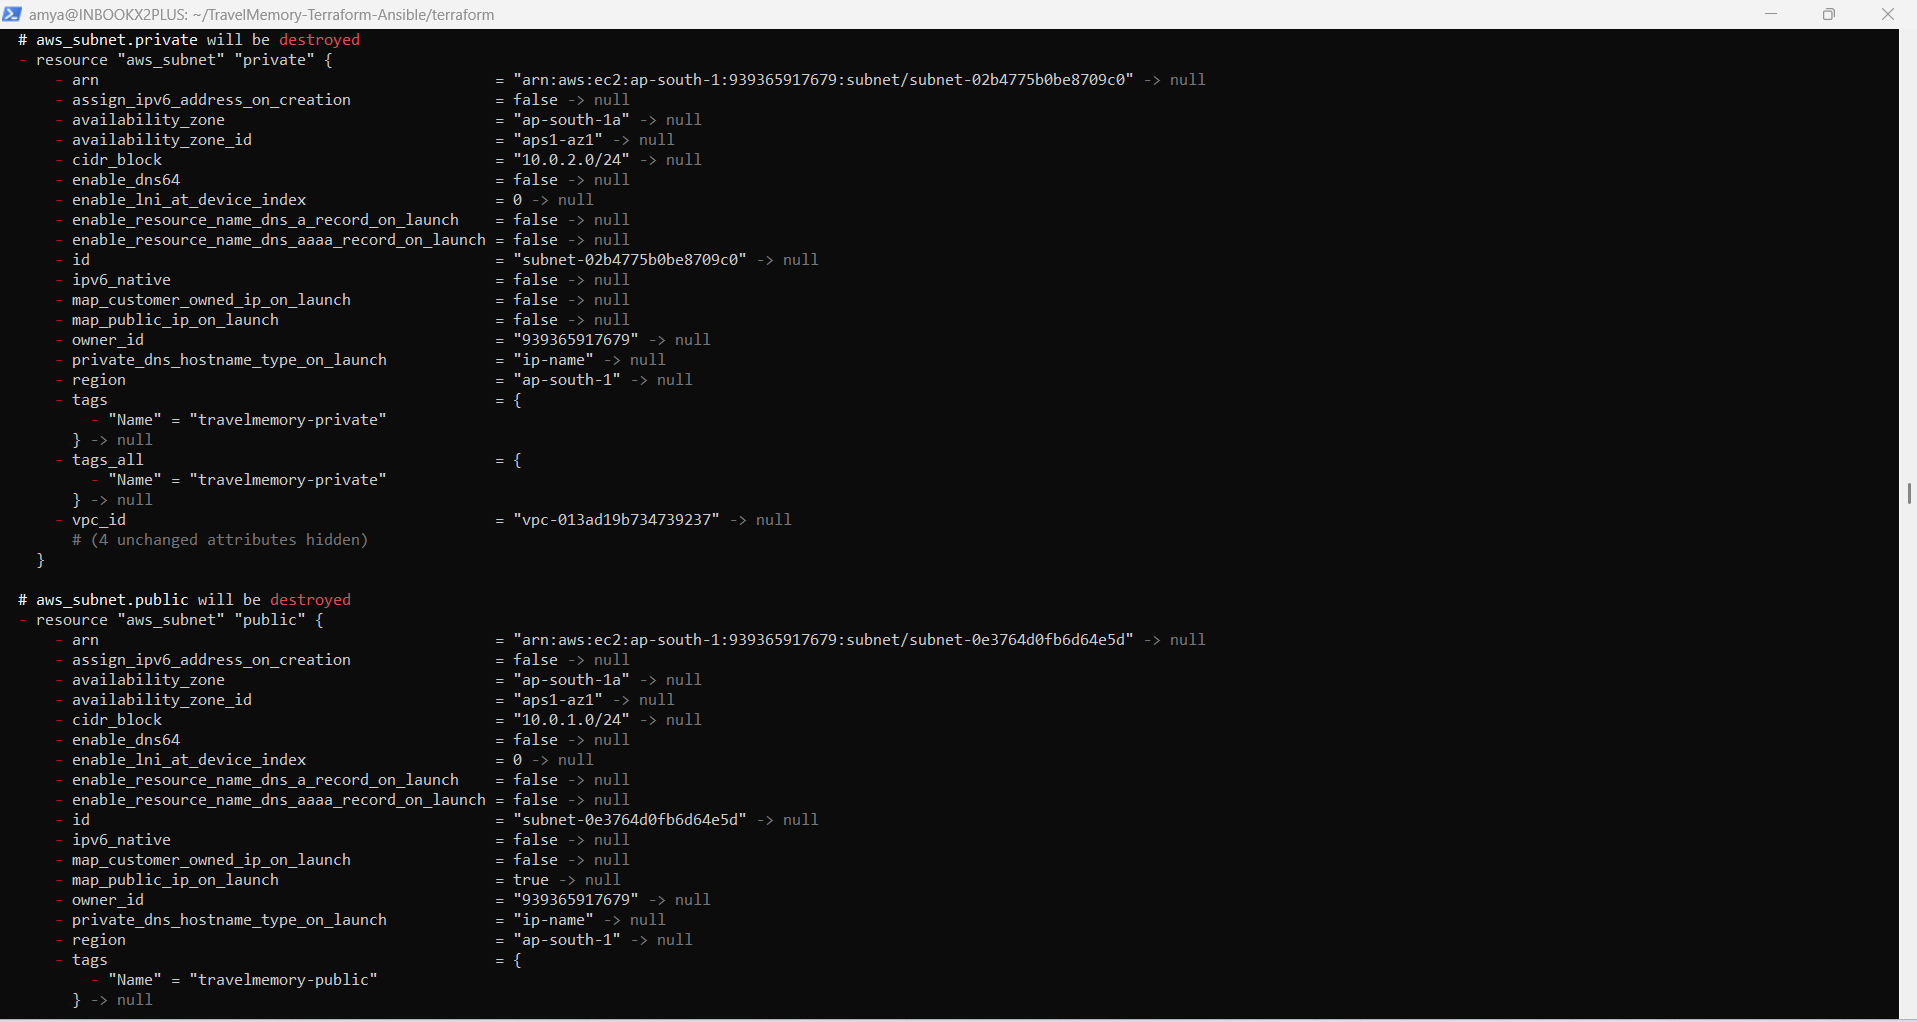 amya@INBOOKX2PLUS: ~/TravelMemory-Terraform-Ansible/terraform
# aws_subnet.private will be destroyed
- resource "aws_subnet" "private" {
- arn = "arn:aws:ec2:ap-south-1:939365917679:subnet/subnet-02b4775b0be8709c0" -> null
- assign_ipv6_address_on_creation = false -> null
- availability_zone = "ap-south-1a" -> null
- availability_zone_id = "aps1-az1" -> null
- cidr_block = "10.0.2.0/24" -> null
- enable_dns64 = false -> null
- enable_lni_at_device_index = 0 -> null
- enable_resource_name_dns_a_record_on_launch = false -> null
- enable_resource_name_dns_aaaa_record_on_launch = false -> null
- id = "subnet-02b4775b0be8709c0" -> null
- ipv6_native = false -> null
- map_customer_owned_ip_on_launch = false -> null
- map_public_ip_on_launch = false -> null
- owner_id = "939365917679" -> null
- private_dns_hostname_type_on_launch = "ip-name" -> null
- region = "ap-south-1" -> null
- tags = {
- "Name" = "travelmemory-private"
} -> null
- tags_all = {
- "Name" = "travelmemory-private"
} -> null
- vpc_id = "vpc-013ad19b734739237" -> null
# (4 unchanged attributes hidden)
}
# aws_subnet.public will be destroyed
- resource "aws_subnet" "public" {
- arn = "arn:aws:ec2:ap-south-1:939365917679:subnet/subnet-0e3764d0fb6d64e5d" -> null
- assign_ipv6_address_on_creation = false -> null
- availability_zone = "ap-south-1a" -> null
- availability_zone_id = "aps1-az1" -> null
- cidr_block = "10.0.1.0/24" -> null
- enable_dns64 = false -> null
- enable_lni_at_device_index = 0 -> null
- enable_resource_name_dns_a_record_on_launch = false -> null
- enable_resource_name_dns_aaaa_record_on_launch = false -> null
- id = "subnet-0e3764d0fb6d64e5d" -> null
- ipv6_native = false -> null
- map_customer_owned_ip_on_launch = false -> null
- map_public_ip_on_launch = true -> null
- owner_id = "939365917679" -> null
- private_dns_hostname_type_on_launch = "ip-name" -> null
- region = "ap-south-1" -> null
- tags = {
- "Name" = "travelmemory-public"
} -> null